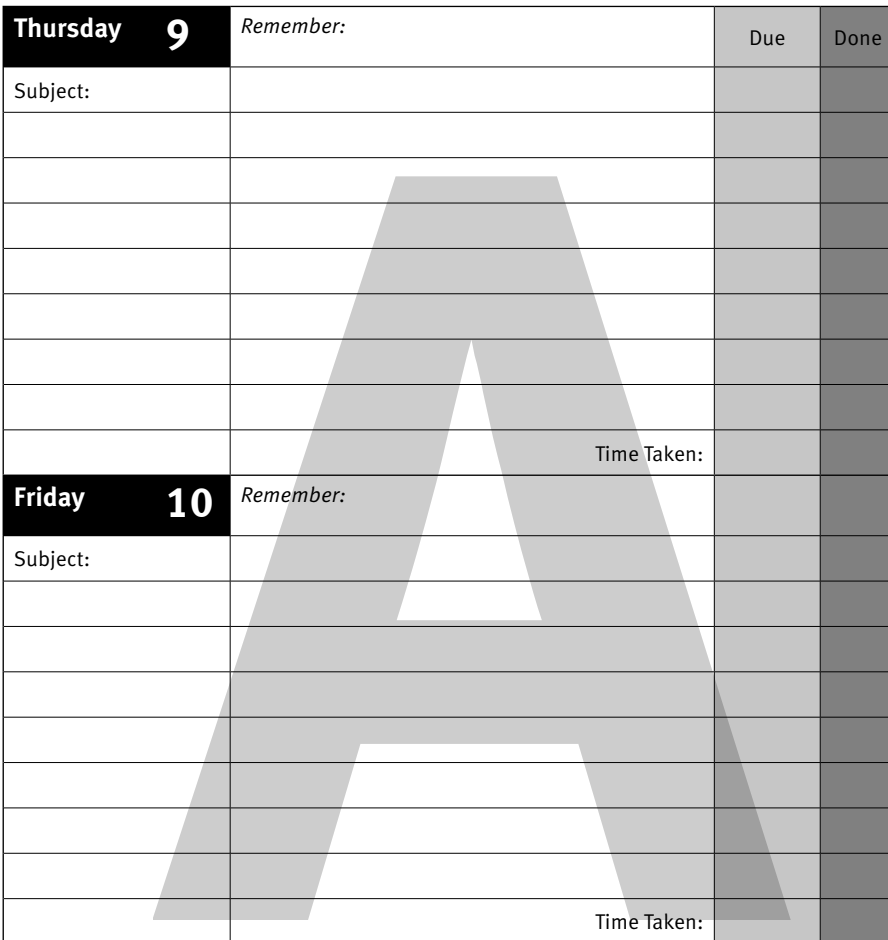 Thursday 9 Remember: Due Done
Subject:
Time Taken:
Friday 10 Remember:
Subject:
Time Taken:
A